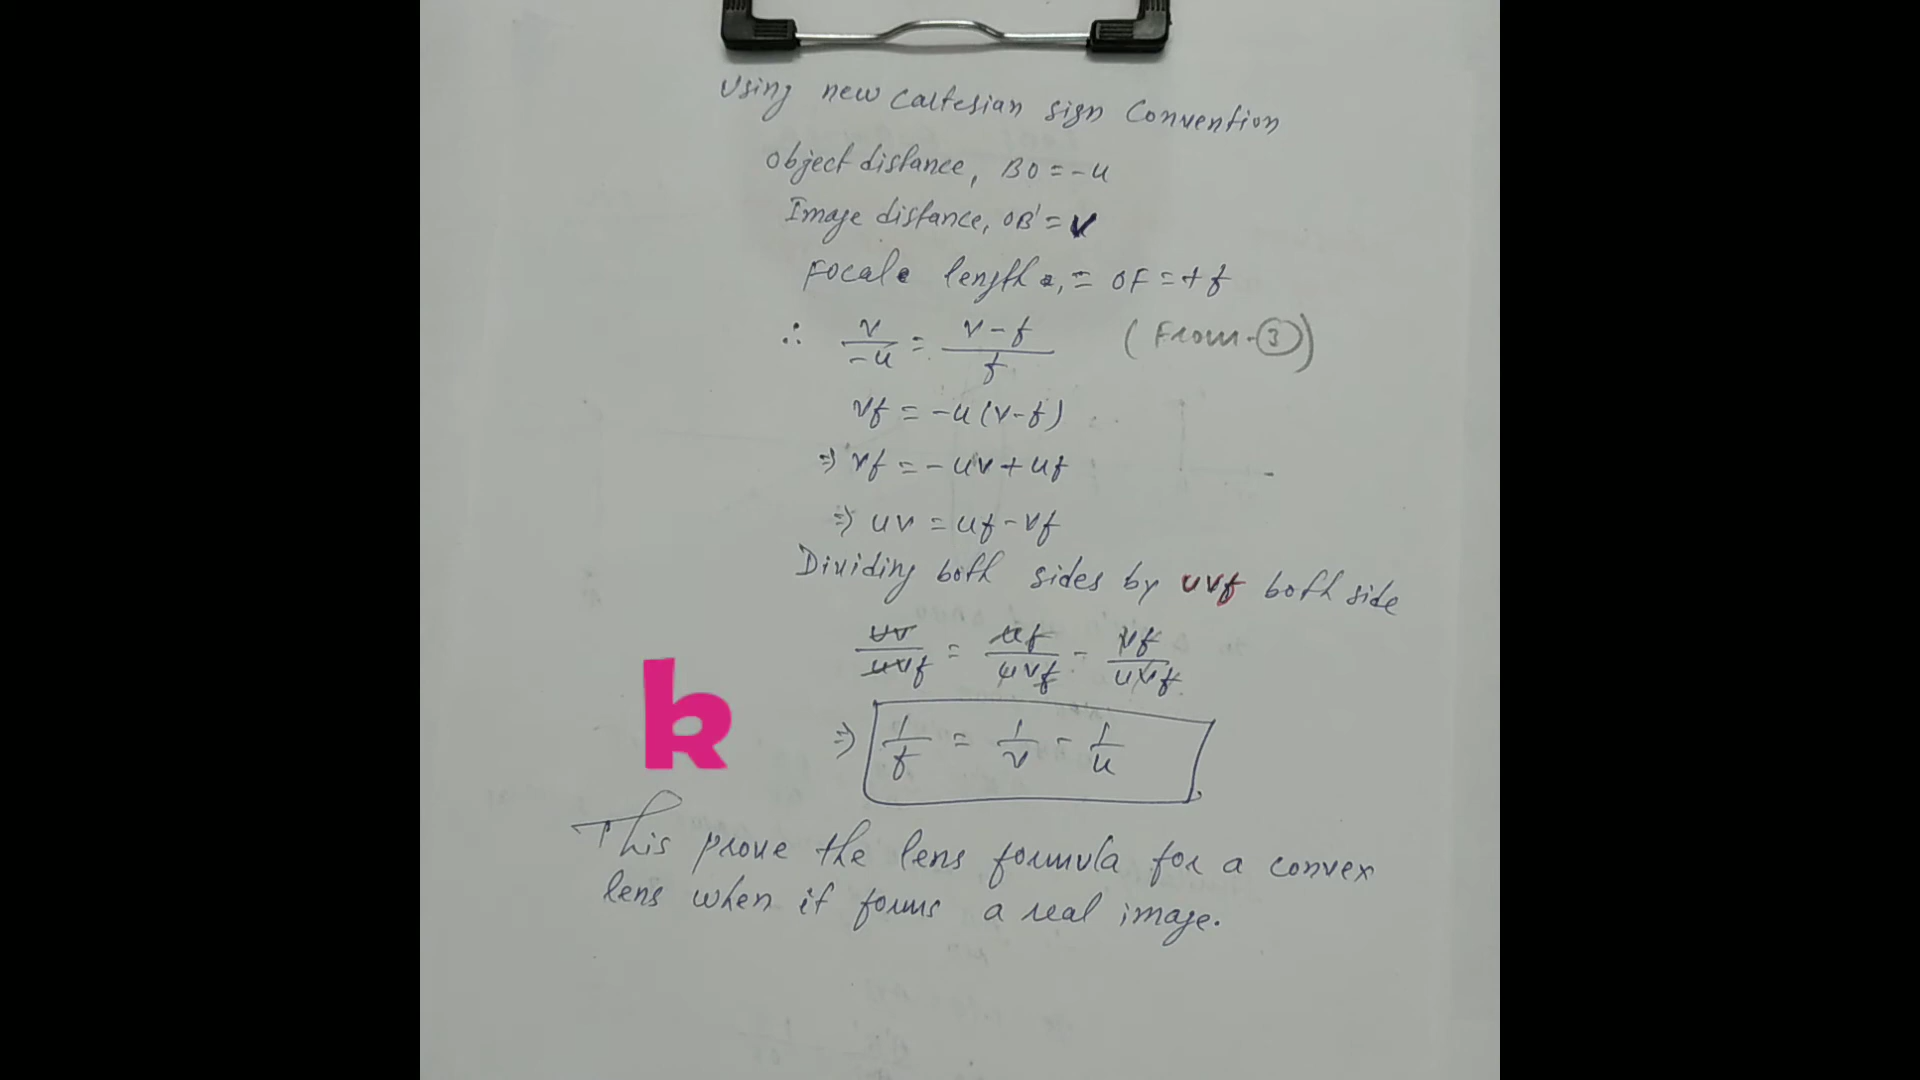 Using new Cartesian sign Convention
Object distance, BO = -u
Image distance, OB' = v
Focal length, = OF = +f
∴ v/-u = v-f/f (From-③)
vf = -u(v-f)
⇒ vf = -uv+uf
⇒ uv = uf-vf
Dividing both sides by uvf both side
uv/uvf = uf/uvf - vf/uvf
⇒ 1/f = 1/v - 1/u
k
This prove the lens formula for a convex
lens when it forms a real image.